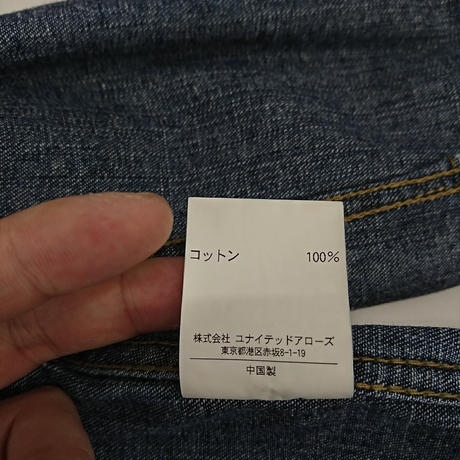 コットン 100%
株式会社 ユナイテッドアローズ
東京都港区赤坂8-1-19
中国製